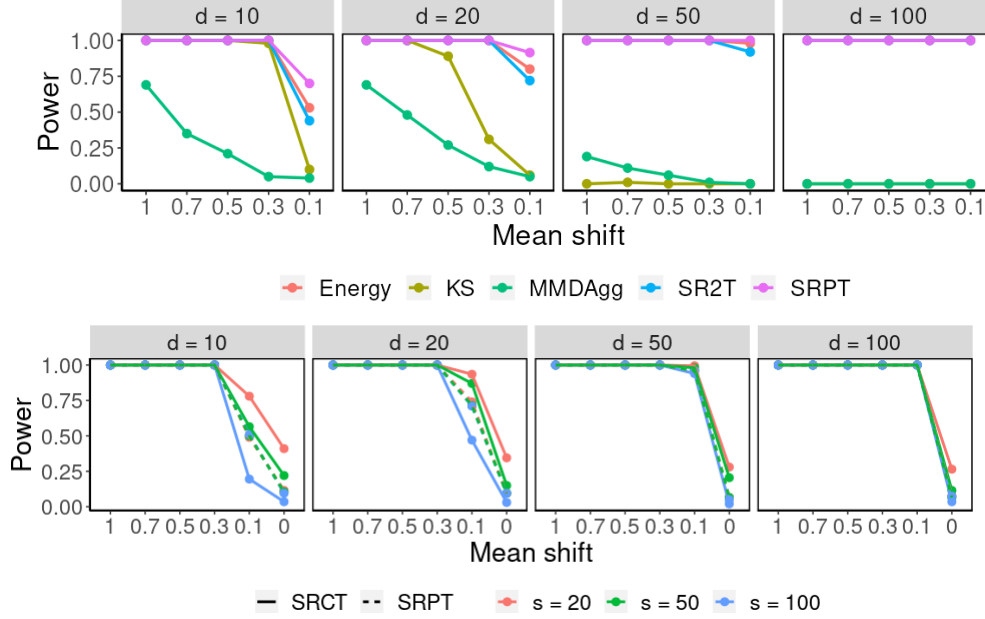 d = 10 d = 20 d = 50 d = 100
1.00
0.75
0.50
0.25
0.00
Power
1 0.7 0.5 0.3 0.1 1 0.7 0.5 0.3 0.1 1 0.7 0.5 0.3 0.1 1 0.7 0.5 0.3 0.1
Mean shift
Energy KS MMDAgg SR2T SRPT
d = 10 d = 20 d = 50 d = 100
1.00
0.75
0.50
0.25
0.00
Power
1 0.7 0.5 0.3 0.1 0 1 0.7 0.5 0.3 0.1 0 1 0.7 0.5 0.3 0.1 0 1 0.7 0.5 0.3 0.1 0
Mean shift
SRCT SRPT s = 20 s = 50 s = 100